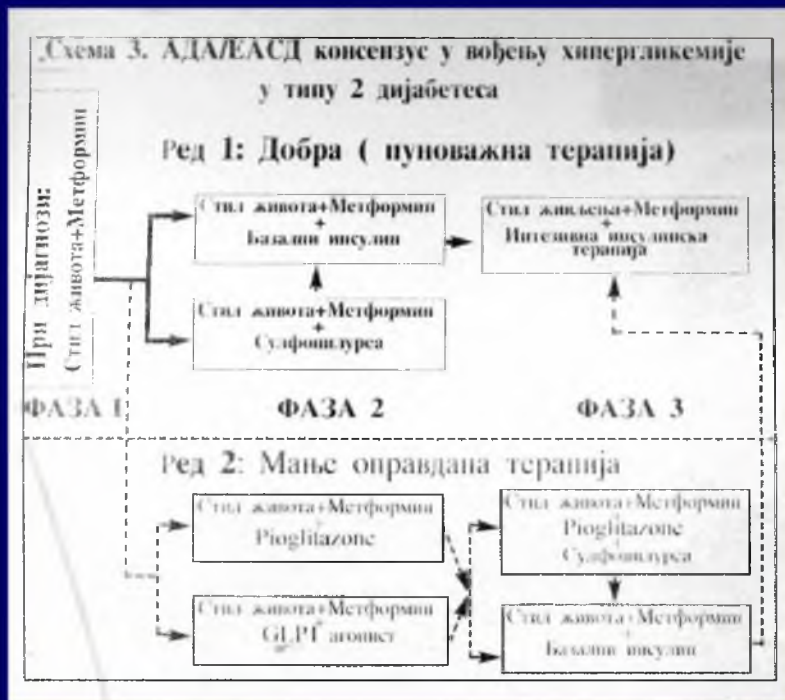 Схема 3. АДА/ЕАСД консензус у вођењу хипергликемије
у типу 2 дијабетеса
При дијагнози:
Стил живота+Метформин
Ред 1: Добра ( пуноважна терапија)
Стил живота+Метформин
+
Базални инсулин
Стил живљења+Метформин
+
Интезивна инсулинска
терапија
Стил живота+Метформин
+
Сулфонилуреа
ФАЗА 1
ФАЗА 2
ФАЗА 3
Ред 2: Мање оправдана терапија
Стил живота+Метформин
+
Pioglitazone
Стил живота+Метформин
Pioglitazone
+
Сулфонилуреа
Стил живота+Метформин
GLP1 агонист
Стил живота+Метформин
+
Базални инсулин